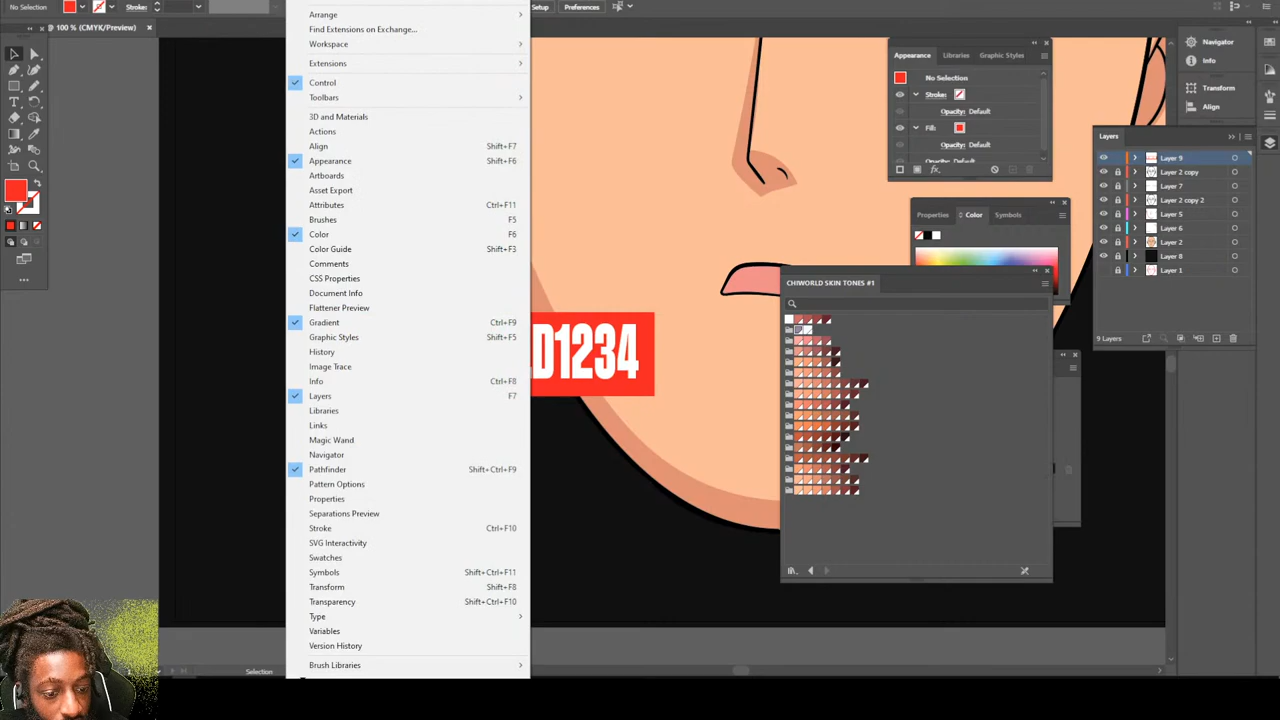 No Selection
Stroke:
Setup
Preferences
@ 100 % (CMYK/Preview)
Arrange
Find Extensions on Exchange...
Workspace
Extensions
Control
Toolbars
3D and Materials
Actions
Align Shift+F7
Appearance Shift+F6
Artboards
Asset Export
Attributes Ctrl+F11
Brushes F5
Color F6
Color Guide Shift+F3
Comments
CSS Properties
Document Info
Flattener Preview
Gradient Ctrl+F9
Graphic Styles Shift+F5
History
Image Trace
Info Ctrl+F8
Layers F7
Libraries
Links
Magic Wand
Navigator
Pathfinder Shift+Ctrl+F9
Pattern Options
Properties
Separations Preview
Stroke Ctrl+F10
SVG Interactivity
Swatches
Symbols Shift+Ctrl+F11
Transform Shift+F8
Transparency Shift+Ctrl+F10
Type
Variables
Version History
Brush Libraries
Selection
D1234
Appearance Libraries Graphic Styles
No Selection
Stroke:
Opacity: Default
Fill:
Opacity: Default
Opacity: Default
fx
Properties Color Symbols
CHIWORLD SKIN TONES #1
Navigator
Info
Transform
Align
Layers
Layer 9
Layer 2 copy
Layer 7
Layer 2 copy 2
Layer 5
Layer 6
Layer 2
Layer 8
Layer 1
9 Layers